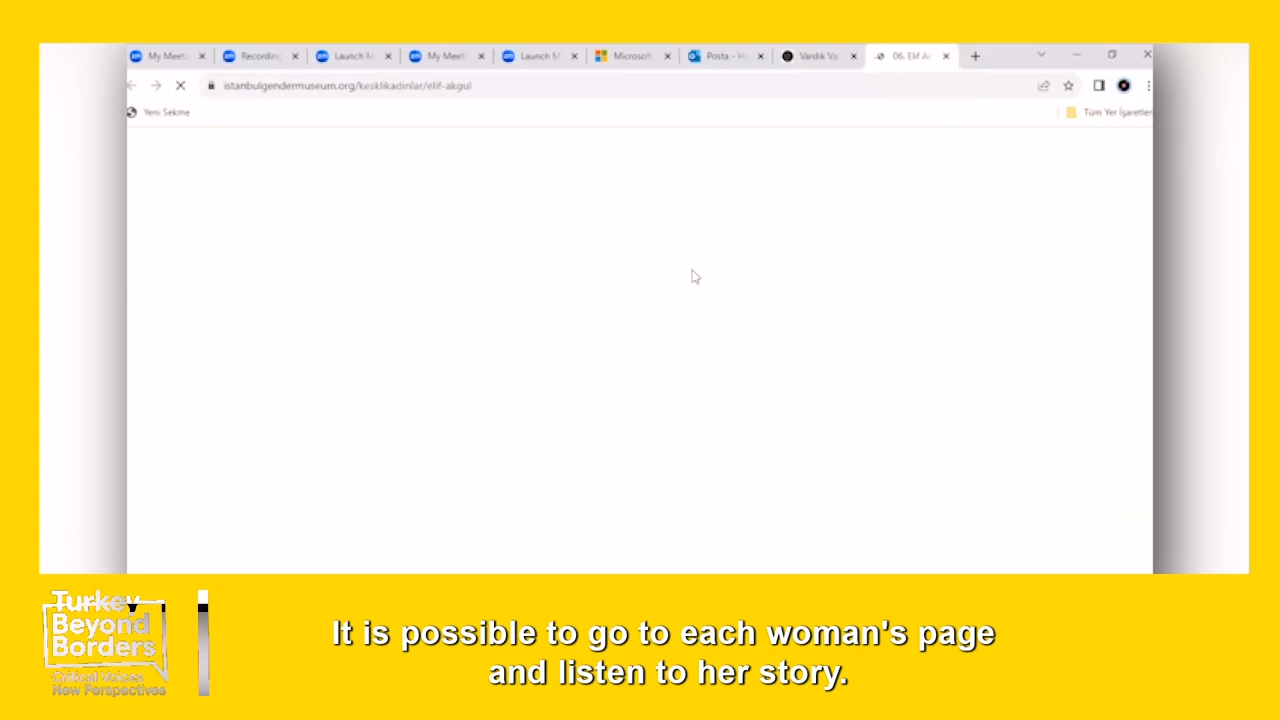 My Meeti
Recording
Launch M
My Meeti
Launch M
Microsoft
Posta - H
Vardık Va
06. Elif A
istanbulgendermuseum.org/kesklikadinlar/elif-akgul
Yeni Sekme
Tüm Yer İşaretleri
Turkey
Beyond
Borders
Critical Voices
New Perspectives
It is possible to go to each woman's page
and listen to her story.